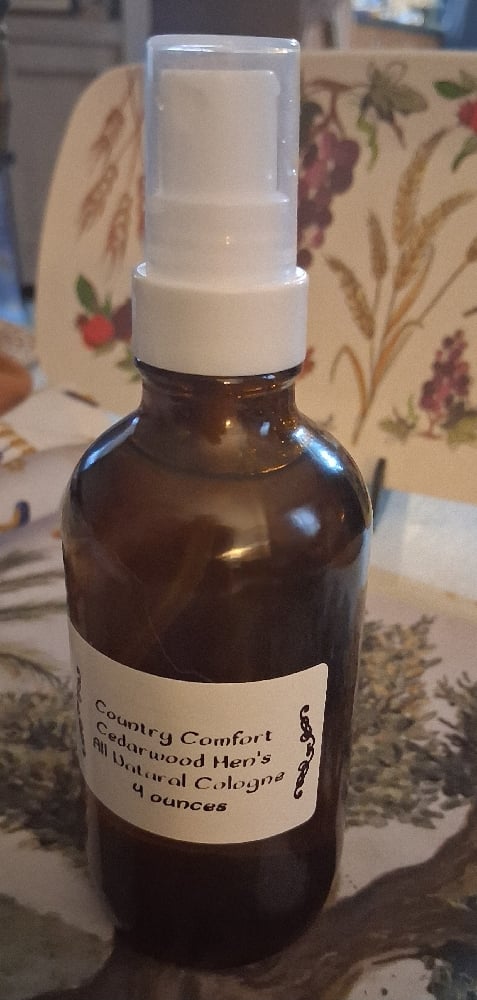 Country Comfort
Cedarwood Men's
All Natural Cologne
4 ounces